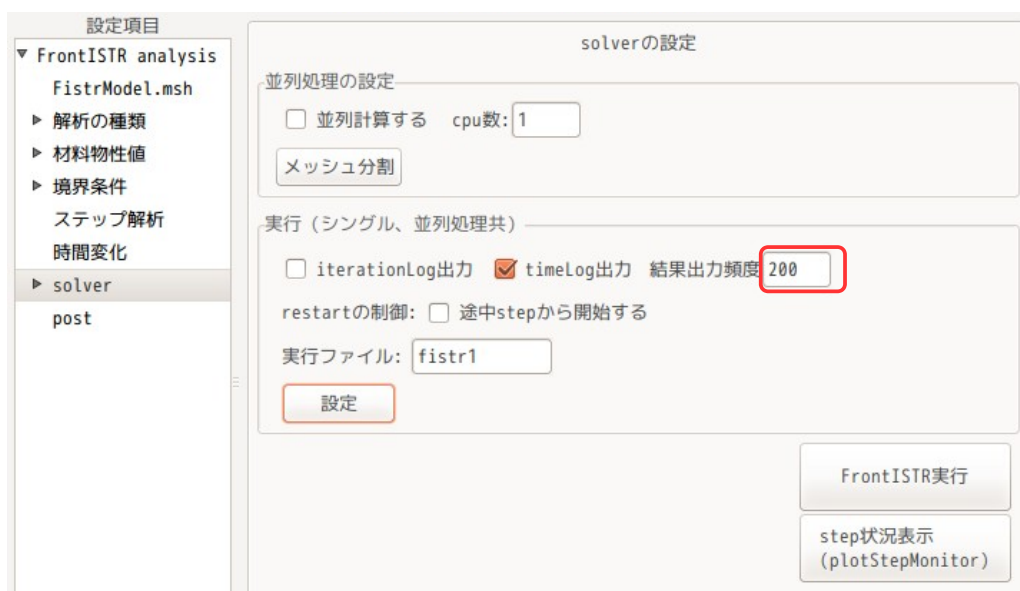 設定項目
▼ FrontISTR analysis
FistrModel.msh
▶ 解析の種類
▶ 材料物性値
▶ 境界条件
ステップ解析
時間変化
▶ solver
post
solverの設定
並列処理の設定
並列計算する cpu数: 1
メッシュ分割
実行（シングル、並列処理共）
iterationLog出力 timeLog出力 結果出力頻度 200
restartの制御: 途中stepから開始する
実行ファイル: fistr1
設定
FrontISTR実行
step状況表示
(plotStepMonitor)